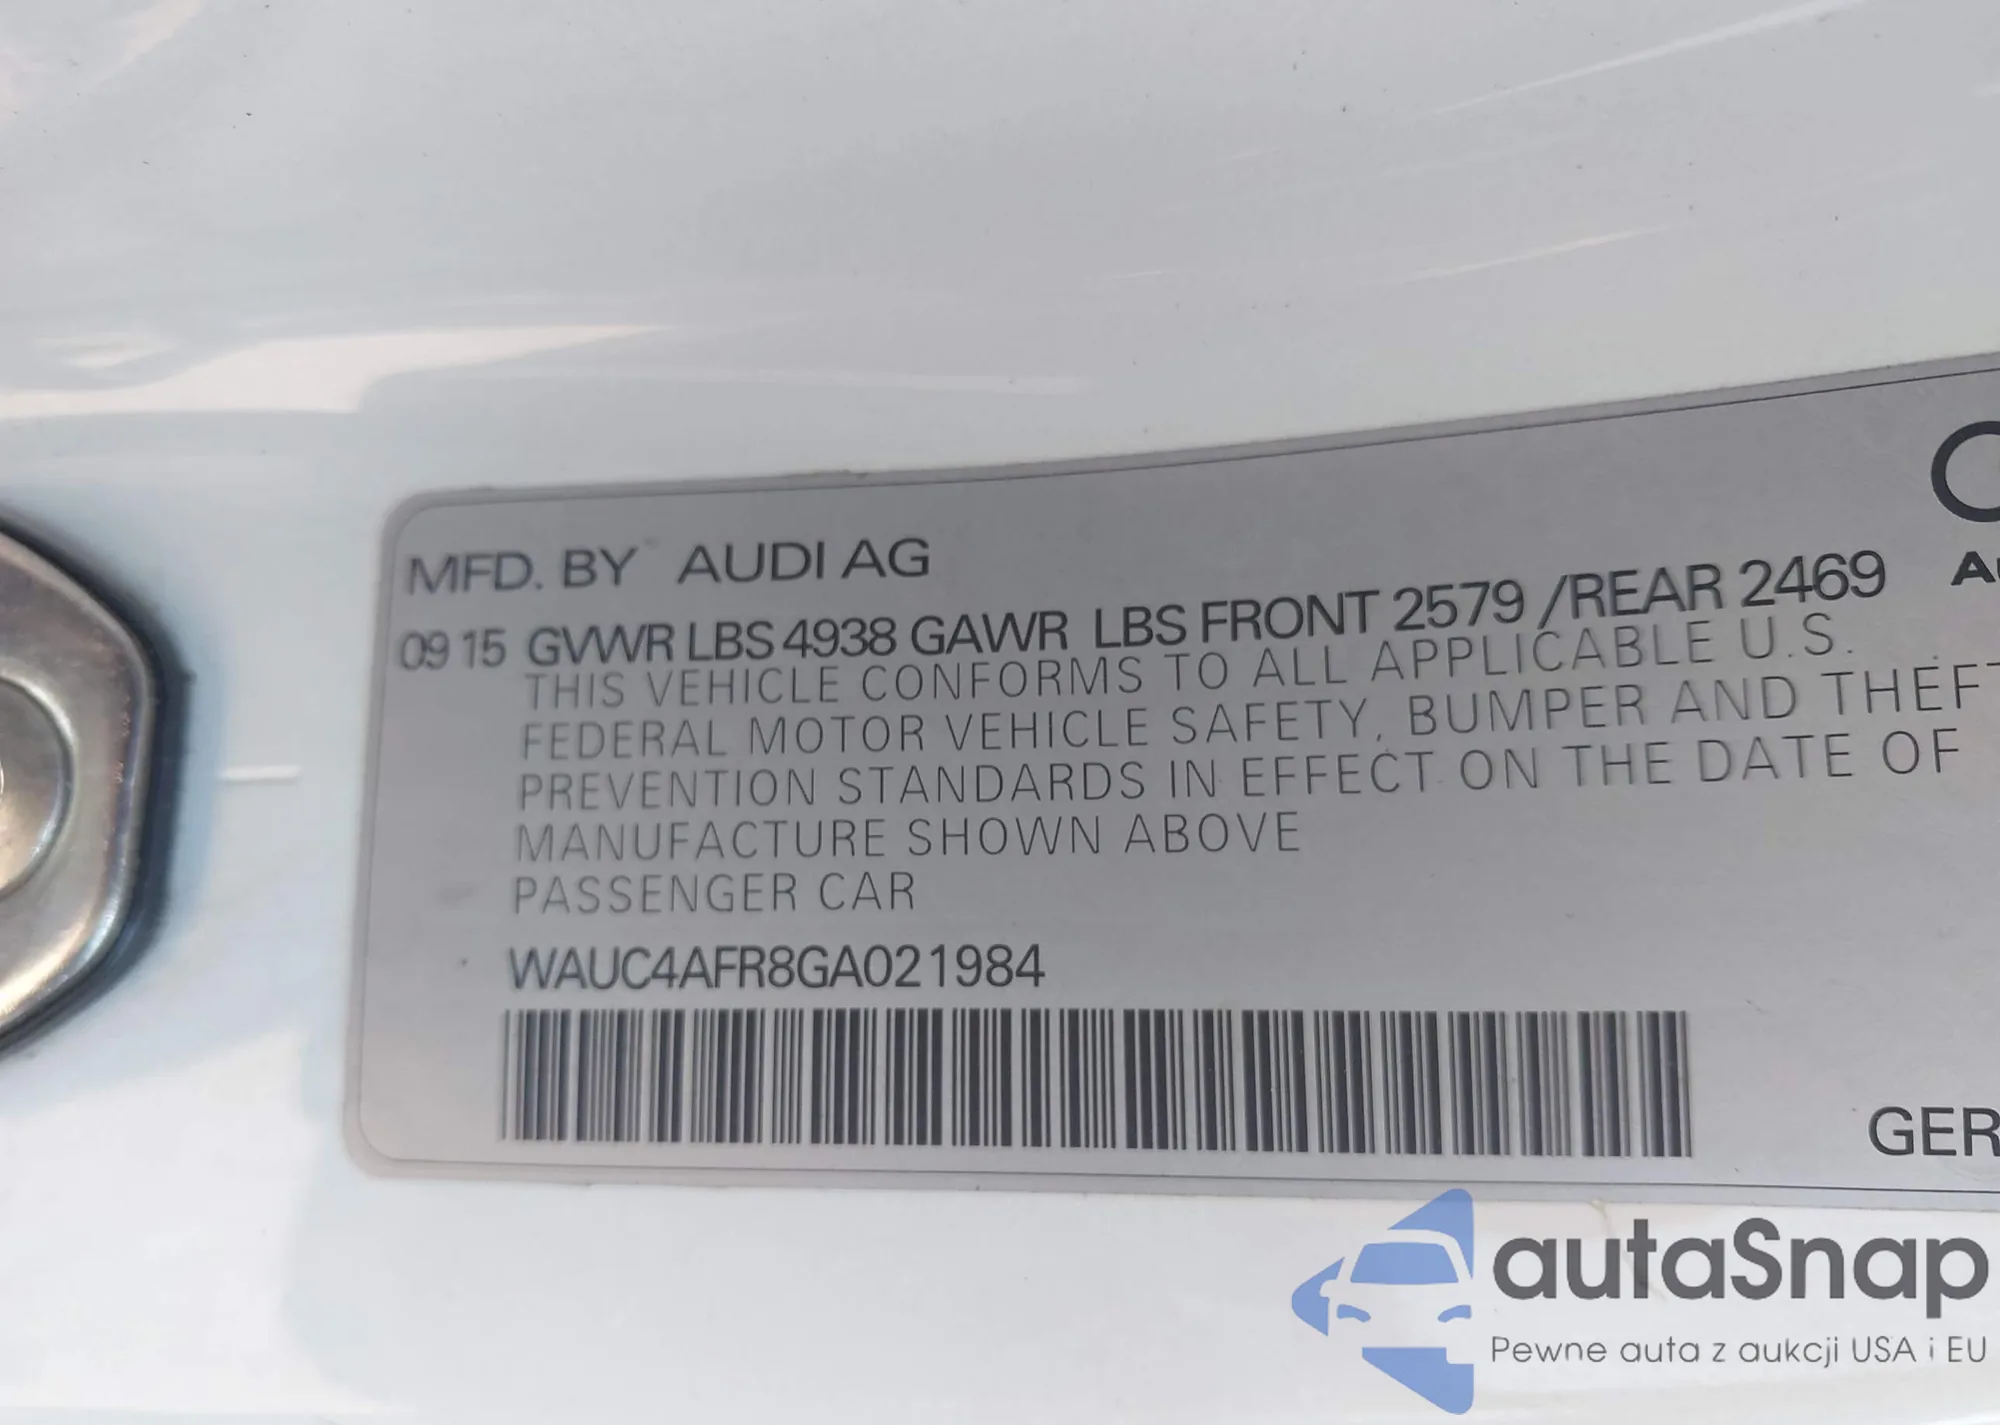 MFD. BY AUDI AG
09 15 GVWR LBS 4938 GAWR LBS FRONT 2579 /REAR 2469
THIS VEHICLE CONFORMS TO ALL APPLICABLE U.S.
FEDERAL MOTOR VEHICLE SAFETY, BUMPER AND THEFT
PREVENTION STANDARDS IN EFFECT ON THE DATE OF
MANUFACTURE SHOWN ABOVE
PASSENGER CAR
WAUC4AFR8GA021984
GER
autaSnap
Pewne auta z aukcji USA i EU